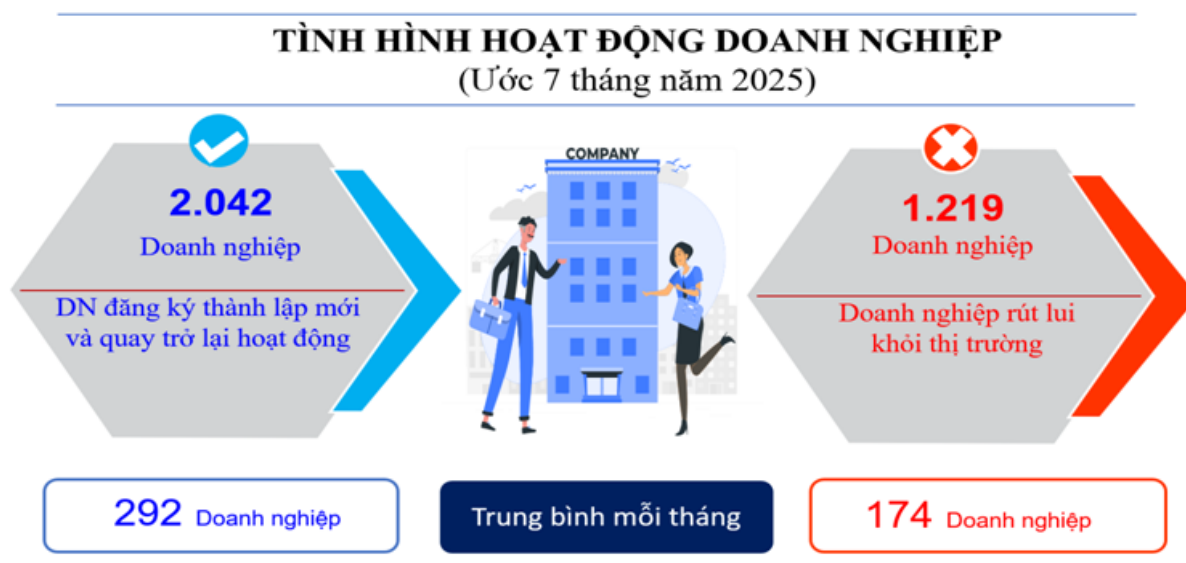 TÌNH HÌNH HOẠT ĐỘNG DOANH NGHIỆP
(Ước 7 tháng năm 2025)
2.042
Doanh nghiệp
DN đăng ký thành lập mới
và quay trở lại hoạt động
COMPANY
1.219
Doanh nghiệp
Doanh nghiệp rút lui
khỏi thị trường
292 Doanh nghiệp
Trung bình mỗi tháng
174 Doanh nghiệp